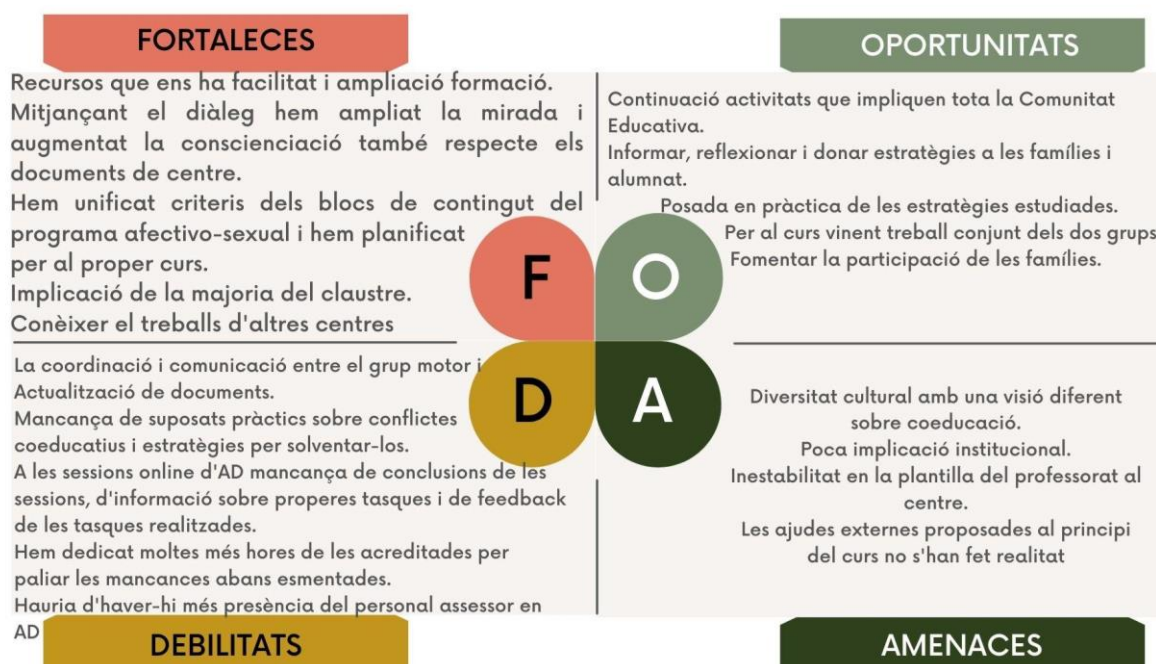 FORTALECES
Recursos que ens ha facilitat i ampliació formació.
Mitjançant el diàleg hem ampliat la mirada i
augmentat la conscienciació també respecte els
documents de centre.
Hem unificat criteris dels blocs de contingut del
programa afectivo-sexual i hem planificat
per al proper curs.
Implicació de la majoria del claustre.
Conèixer el treballs d'altres centres
OPORTUNITATS
Continuació activitats que impliquen tota la Comunitat
Educativa.
Informar, reflexionar i donar estratègies a les famílies i
alumnat.
Posada en pràctica de les estratègies estudiades.
Per al curs vinent treball conjunt dels dos grups
Fomentar la participació de les famílies.
F
O
D
A
La coordinació i comunicació entre el grup motor i
Actualització de documents.
Mancança de suposats pràctics sobre conflictes
coeducatius i estratègies per solventar-los.
A les sessions online d'AD mancança de conclusions de les
sessions, d'informació sobre properes tasques i de feedback
de les tasques realitzades.
Hem dedicat moltes més hores de les acreditades per
paliar les mancances abans esmentades.
Hauria d'haver-hi més presència del personal assessor en
AD
DEBILITATS
Diversitat cultural amb una visió diferent
sobre coeducació.
Poca implicació institucional.
Inestabilitat en la plantilla del professorat al
centre.
Les ajudes externes proposades al principi
del curs no s'han fet realitat
AMENACES